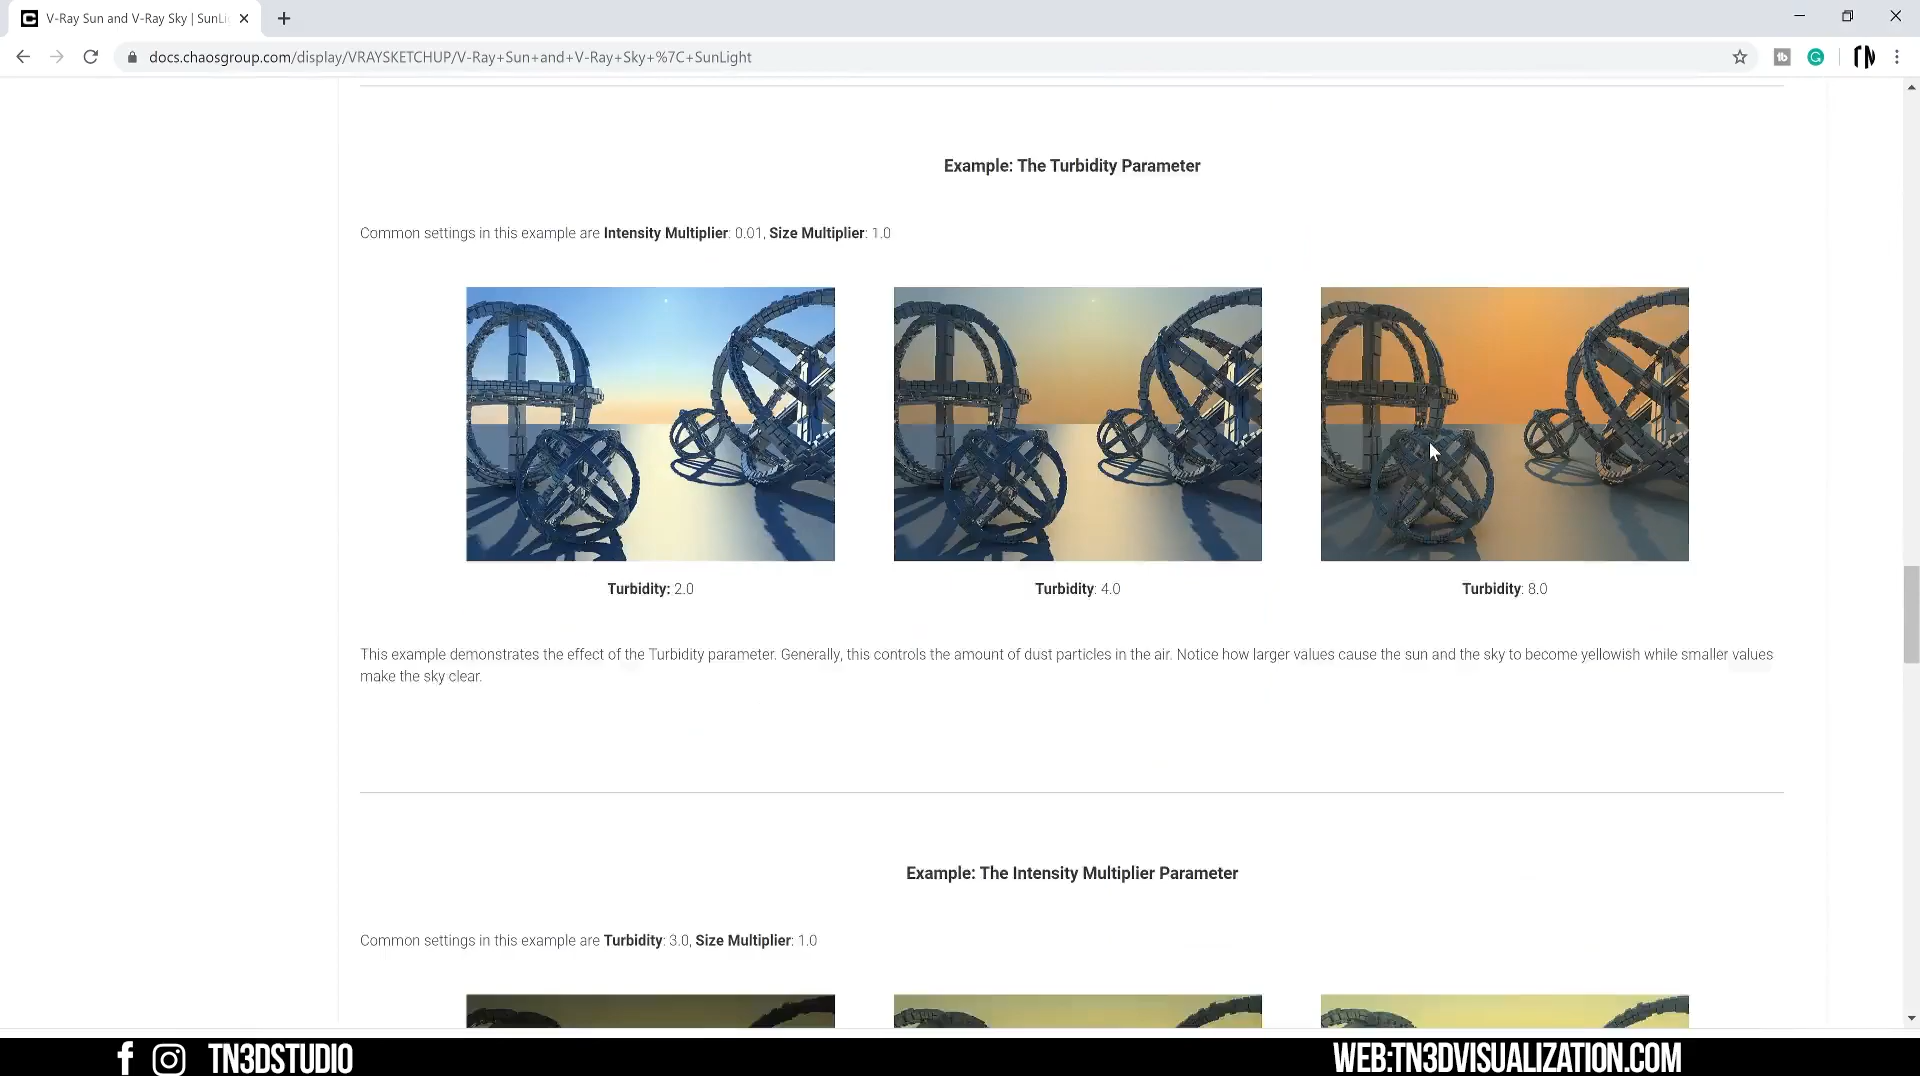 V-Ray Sun and V-Ray Sky | SunLi
docs.chaosgroup.com/display/VRAYSKETCHUP/V-Ray+Sun+and+V-Ray+Sky+%7C+SunLight
Example: The Turbidity Parameter
Common settings in this example are Intensity Multiplier: 0.01, Size Multiplier: 1.0
Turbidity: 2.0
Turbidity: 4.0
Turbidity: 8.0
This example demonstrates the effect of the Turbidity parameter. Generally, this controls the amount of dust particles in the air. Notice how larger values cause the sun and the sky to become yellowish while smaller values
make the sky clear.
Example: The Intensity Multiplier Parameter
Common settings in this example are Turbidity: 3.0, Size Multiplier: 1.0
TN3DSTUDIO
WEB:TN3DVISUALIZATION.COM